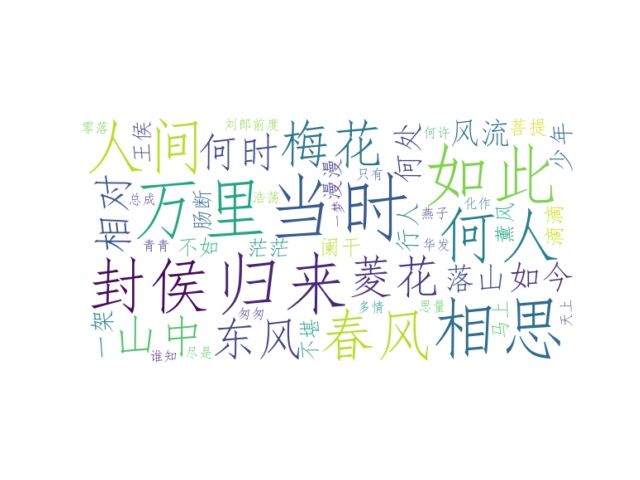 零落 人间 王侯 刘郎前度 何时 梅花 何处 何许 风流 菩提 少年
相对 总成 万里 肠断 浩荡 当时 一梦 漫漫 只有 行人 燕子 如此 化作 薰风 澜澜
青青 不如 茫茫 阑干 何人 华发
封侯 归来 菱花 落山 如今
一架 山中 谁知 尽是 东风 匆匆 不堪 春风 多情 相思 思量 马上 天上